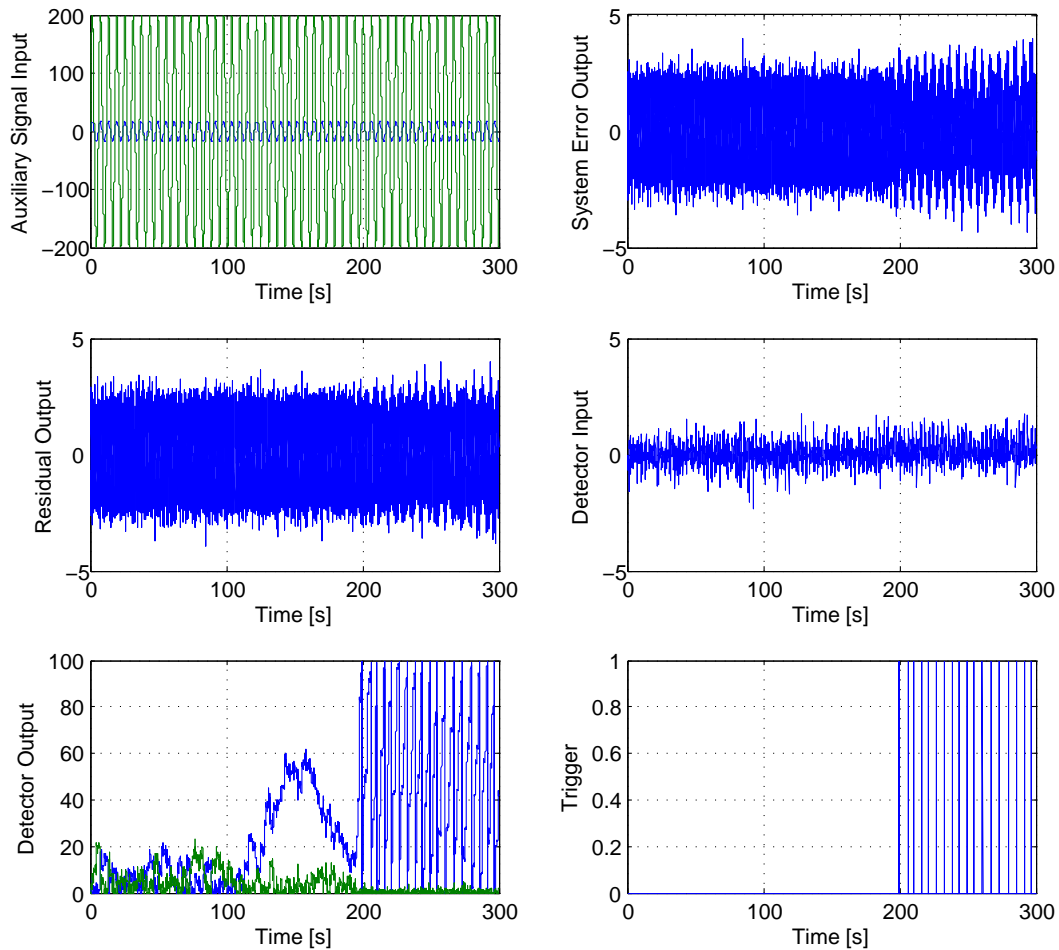 200
100
0
−100
−200
Auxiliary Signal Input
0 100 200 300
Time [s]
5
0
−5
System Error Output
0 100 200 300
Time [s]
5
0
−5
Residual Output
0 100 200 300
Time [s]
5
0
−5
Detector Input
0 100 200 300
Time [s]
100
80
60
40
20
0
Detector Output
0 100 200 300
Time [s]
1
0.8
0.6
0.4
0.2
0
Trigger
0 100 200 300
Time [s]